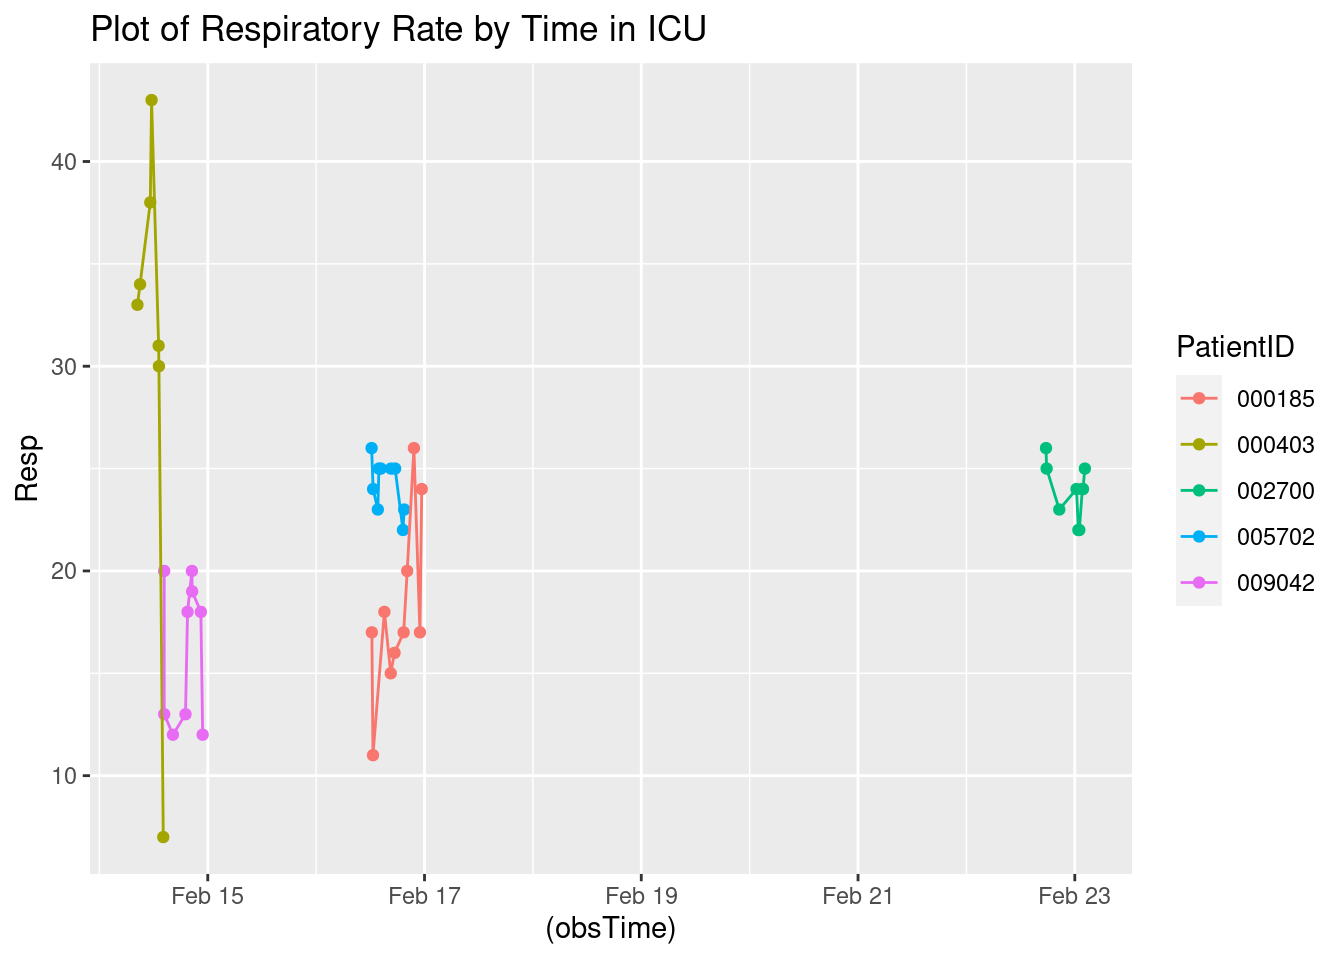 Plot of Respiratory Rate by Time in ICU
40
30
20
10
Resp
Feb 15
Feb 17
Feb 19
Feb 21
Feb 23
(obsTime)
PatientID
000185
000403
002700
005702
009042